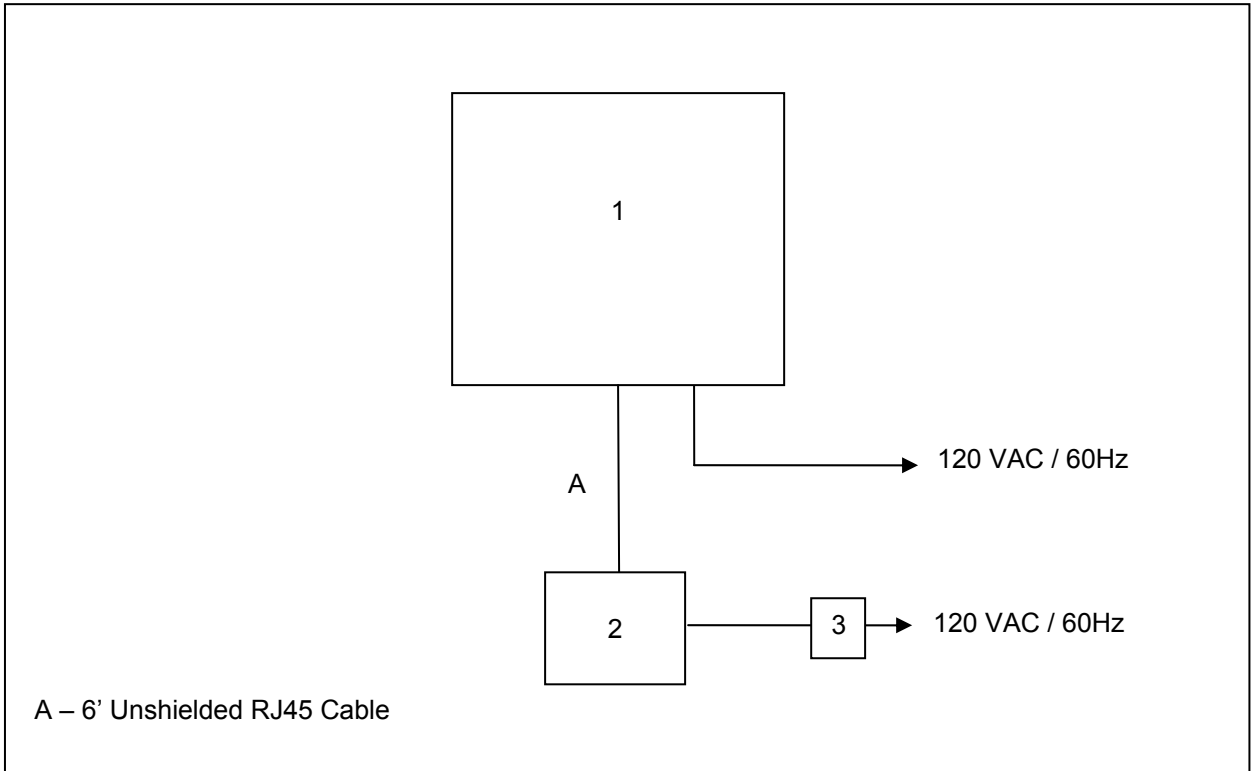 1
120 VAC / 60Hz
A
2
3
120 VAC / 60Hz
A – 6’ Unshielded RJ45 Cable